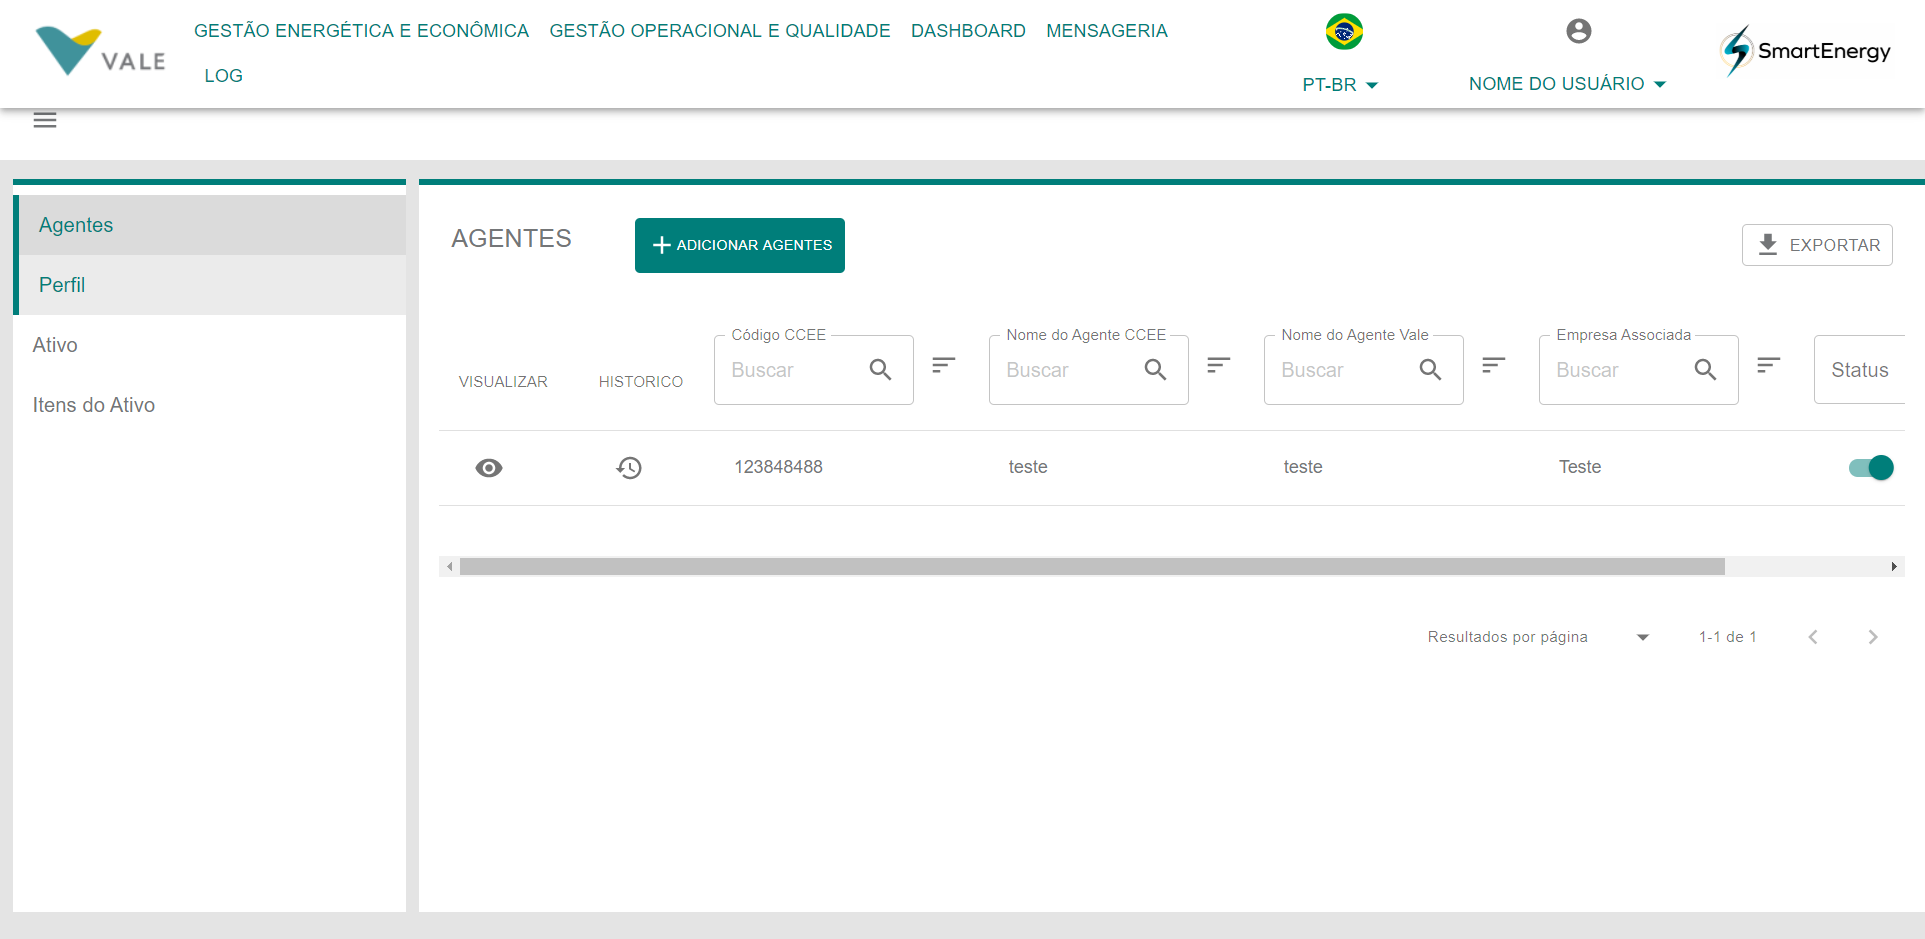 VALE
GESTÃO ENERGÉTICA E ECONÔMICA GESTÃO OPERACIONAL E QUALIDADE DASHBOARD MENSAGERIA
LOG
PT-BR
NOME DO USUÁRIO
SmartEnergy
Agentes
Perfil
Ativo
Itens do Ativo
AGENTES
ADICIONAR AGENTES
EXPORTAR
VISUALIZAR
HISTORICO
Código CCEE
Buscar
Nome do Agente CCEE
Buscar
Nome do Agente Vale
Buscar
Empresa Associada
Buscar
Status
123848488 teste teste Teste
Resultados por página
1-1 de 1